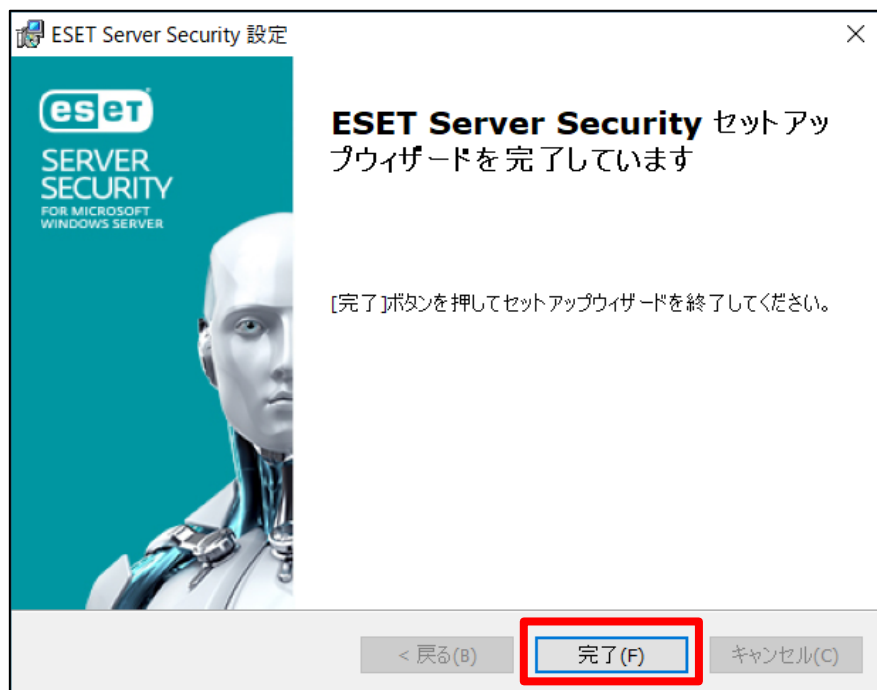 ESET Server Security 設定
eseT
SERVER
SECURITY
FOR MICROSOFT
WINDOWS SERVER
ESET Server Security セットアッ
プウィザードを完了しています
[完了]ボタンを押してセットアップウィザードを終了してください。
< 戻る(B)
完了(F)
キャンセル(C)